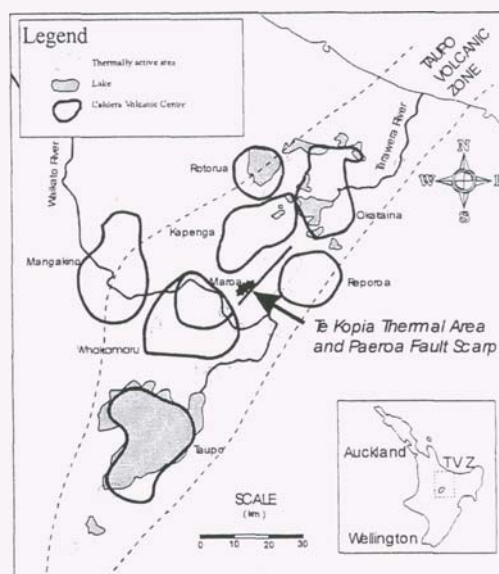 Legend
Thermally active area
Lake
Caldera Volcanic Centre
TAUPO
VOLCANIC
ZONE
Waikato River
Tarawera River
Rotorua
N
W
E
S
Okataina
Kapenga
Mangakino
Maroa
Reporoa
Te Kopia Thermal Area
and Paeroa Fault Scarp
Whakamaru
Taupo
Auckland
TVZ
Wellington
SCALE
(km)
0 10 20 30